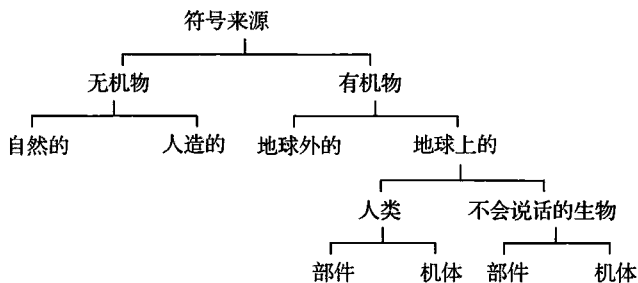 符号来源
无机物 有机物
自然的 人造的 地球外的 地球上的
人类 不会说话的生物
部件 机体 部件 机体